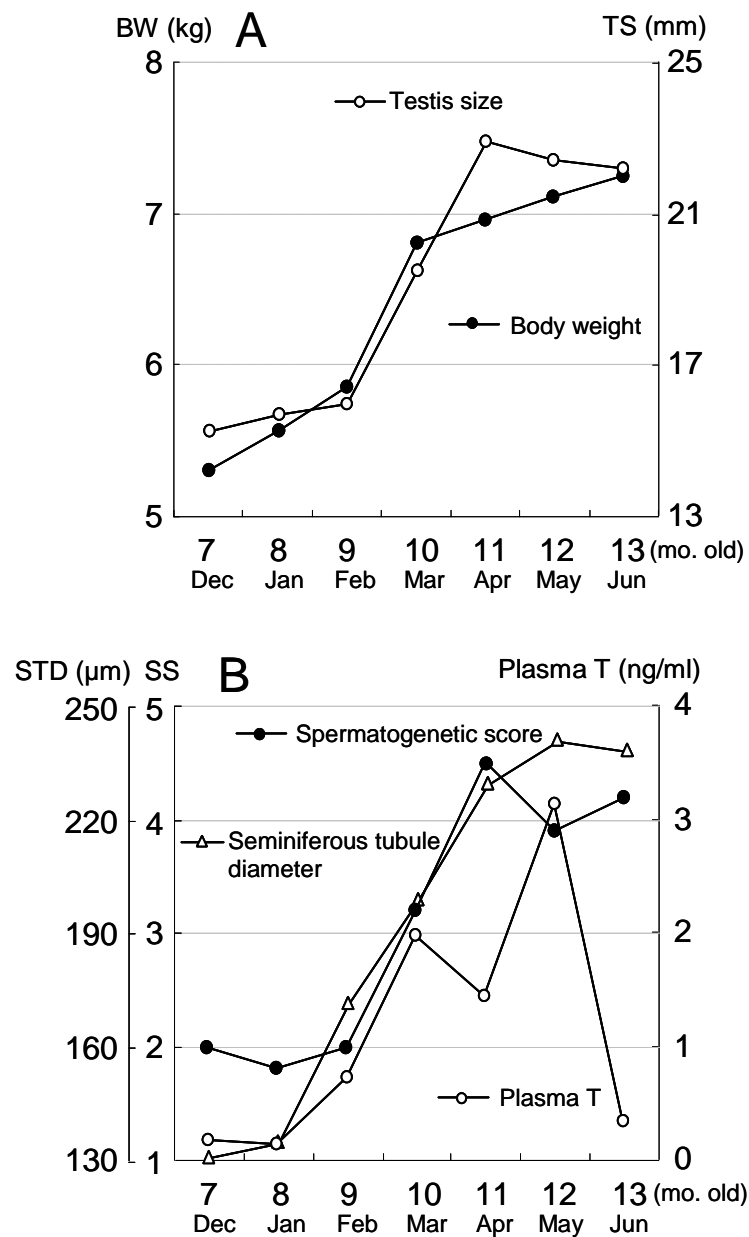 BW (kg) A TS (mm)
8 25
Testis size
7 21
Body weight
6 17
5 13
7 8 9 10 11 12 13 (mo. old)
Dec Jan Feb Mar Apr May Jun
STD (μm) SS B Plasma T (ng/ml)
250 5 4
Spermatogenetic score
220 4 3
Seminiferous tubule
diameter
190 3 2
160 2 1
Plasma T
130 1 0
7 8 9 10 11 12 13 (mo. old)
Dec Jan Feb Mar Apr May Jun